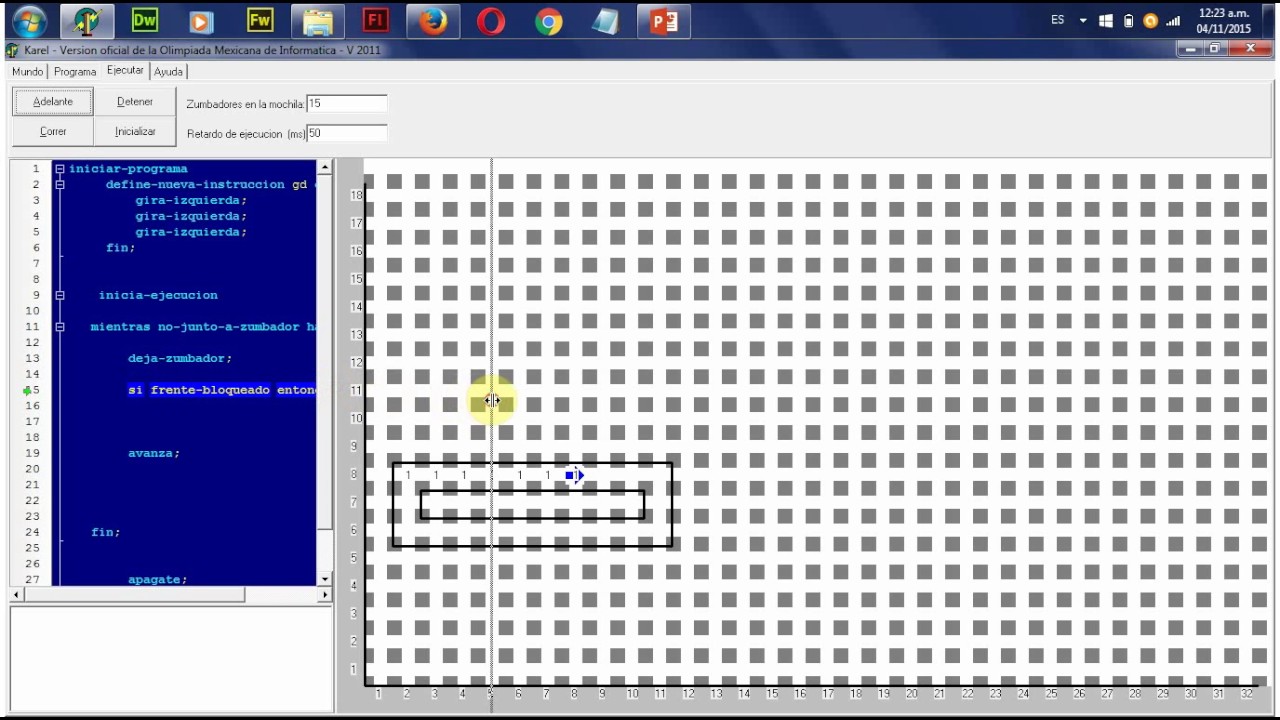 Dw
Fw
Fl
P
ES
12:23 a.m.
04/11/2015
Karel - Version oficial de la Olimpiada Mexicana de Informatica - V 2011
Mundo Programa Ejecutar Ayuda
Adelante Detener Zumbadores en la mochila: 15
Correr Inicializar Retardo de ejecucion (ms) 50
1 iniciar-programa
2 define-nueva-instruccion gd
3 gira-izquierda;
4 gira-izquierda;
5 gira-izquierda;
6 fin;
7
8
9 inicia-ejecucion
10
11 mientras no-junto-a-zumbador ha
12
13 deja-zumbador;
14
15 si frente-bloqueado enton
16
17
18
19 avanza;
20
21
22
23
24 fin;
25
26
27 apagate;
18
17
16
15
14
13
12
11
10
9
8 1 1 1 1 1
7
6
5
4
3
2
1
1 2 3 4 5 6 7 8 9 10 11 12 13 14 15 16 17 18 19 20 21 22 23 24 25 26 27 28 29 30 31 32